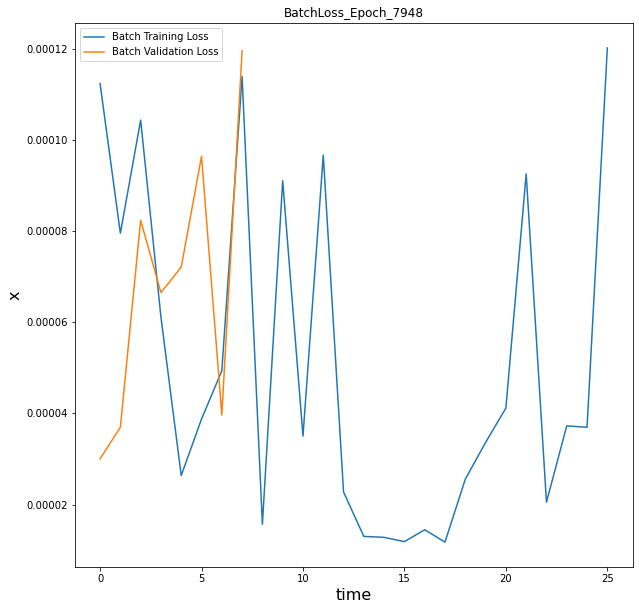 BatchLoss_Epoch_7948
Batch Training Loss
Batch Validation Loss
0.00012
0.00010
0.00008
0.00006
0.00004
0.00002
x
0 5 10 15 20 25
time